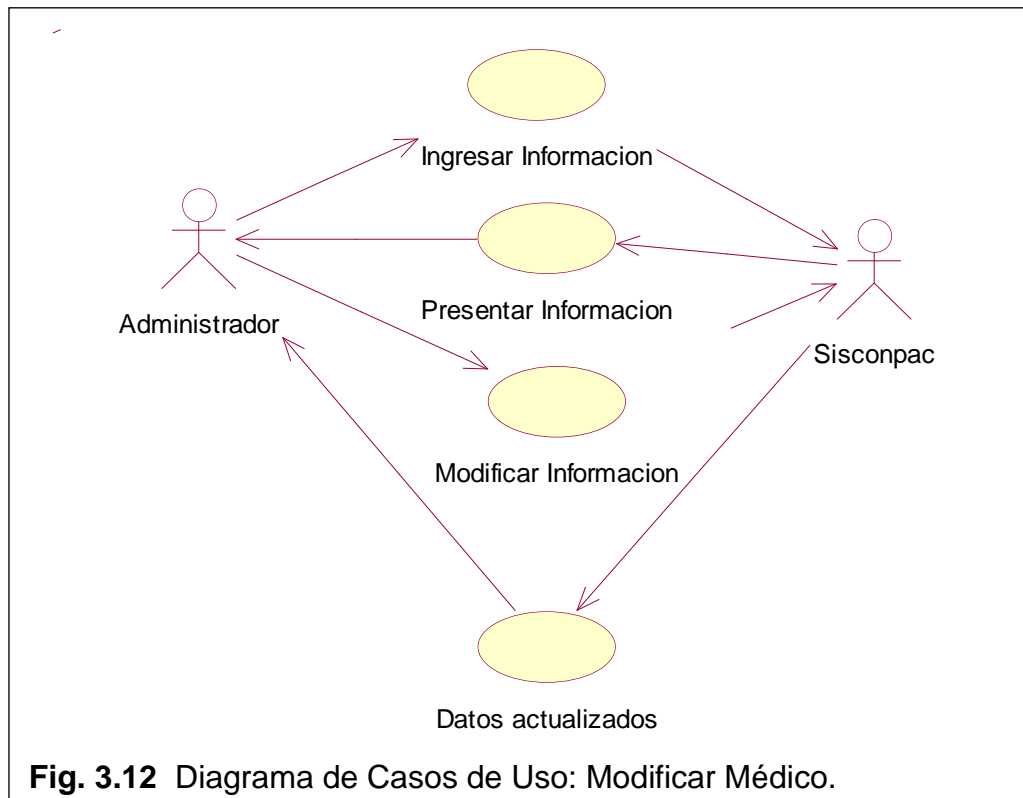 Ingresar Informacion
Administrador
Presentar Informacion
Sisconpac
Modificar Informacion
Datos actualizados
Fig. 3.12 Diagrama de Casos de Uso: Modificar Médico.